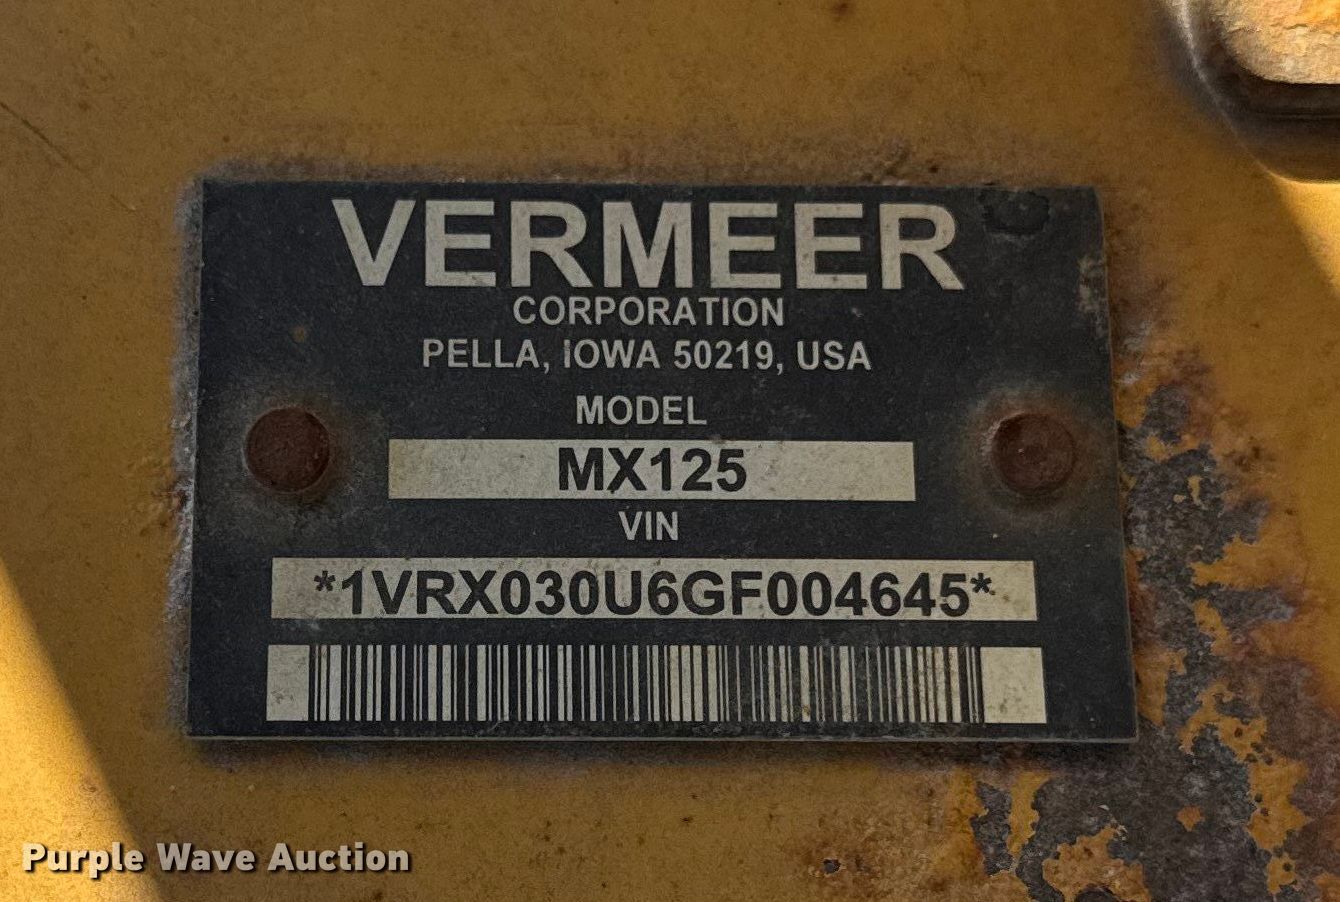 VERMEER
CORPORATION
PELLA, IOWA 50219, USA
MODEL
MX125
VIN
*1VRX030U6GF004645*
Purple Wave Auction